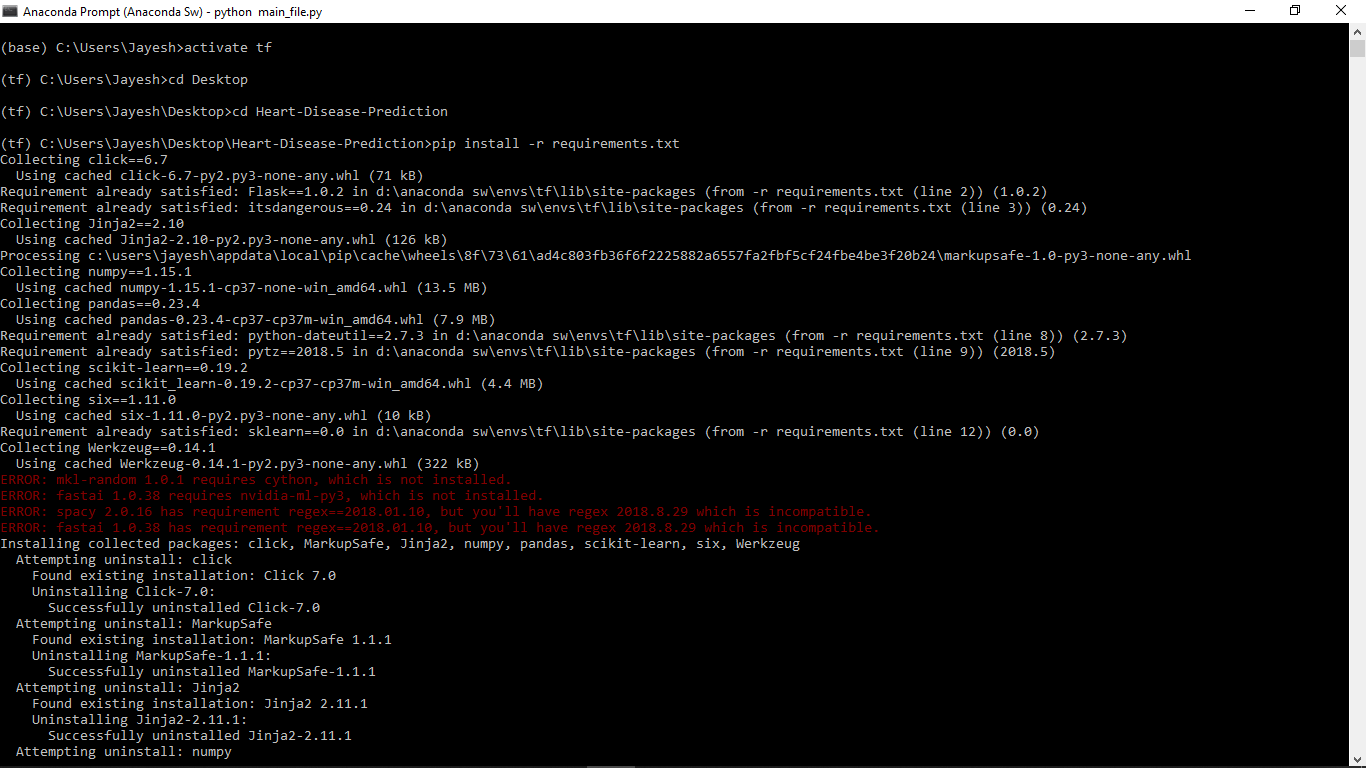 Anaconda Prompt (Anaconda Sw) - python  main_file.py
(base) C:\Users\Jayesh>activate tf
(tf) C:\Users\Jayesh>cd Desktop
(tf) C:\Users\Jayesh\Desktop>cd Heart-Disease-Prediction
(tf) C:\Users\Jayesh\Desktop\Heart-Disease-Prediction>pip install -r requirements.txt
Collecting click==6.7
  Using cached click-6.7-py2.py3-none-any.whl (71 kB)
Requirement already satisfied: Flask==1.0.2 in d:\anaconda sw\envs\tf\lib\site-packages (from -r requirements.txt (line 2)) (1.0.2)
Requirement already satisfied: itsdangerous==0.24 in d:\anaconda sw\envs\tf\lib\site-packages (from -r requirements.txt (line 3)) (0.24)
Collecting Jinja2==2.10
  Using cached Jinja2-2.10-py2.py3-none-any.whl (126 kB)
Processing c:\users\jayesh\appdata\local\pip\cache\wheels\8f\73\61\ad4c803fb36f6f2225882a6557fa2fbf5cf24fbe4be3f20b24\markupsafe-1.0-py3-none-any.whl
Collecting numpy==1.15.1
  Using cached numpy-1.15.1-cp37-none-win_amd64.whl (13.5 MB)
Collecting pandas==0.23.4
  Using cached pandas-0.23.4-cp37-cp37m-win_amd64.whl (7.9 MB)
Requirement already satisfied: python-dateutil==2.7.3 in d:\anaconda sw\envs\tf\lib\site-packages (from -r requirements.txt (line 8)) (2.7.3)
Requirement already satisfied: pytz==2018.5 in d:\anaconda sw\envs\tf\lib\site-packages (from -r requirements.txt (line 9)) (2018.5)
Collecting scikit-learn==0.19.2
  Using cached scikit_learn-0.19.2-cp37-cp37m-win_amd64.whl (4.4 MB)
Collecting six==1.11.0
  Using cached six-1.11.0-py2.py3-none-any.whl (10 kB)
Requirement already satisfied: sklearn==0.0 in d:\anaconda sw\envs\tf\lib\site-packages (from -r requirements.txt (line 12)) (0.0)
Collecting Werkzeug==0.14.1
  Using cached Werkzeug-0.14.1-py2.py3-none-any.whl (322 kB)
ERROR: mkl-random 1.0.1 requires cython, which is not installed.
ERROR: fastai 1.0.38 requires nvidia-ml-py3, which is not installed.
ERROR: spacy 2.0.16 has requirement regex==2018.01.10, but you'll have regex 2018.8.29 which is incompatible.
ERROR: fastai 1.0.38 has requirement regex==2018.01.10, but you'll have regex 2018.8.29 which is incompatible.
Installing collected packages: click, MarkupSafe, Jinja2, numpy, pandas, scikit-learn, six, Werkzeug
  Attempting uninstall: click
    Found existing installation: Click 7.0
    Uninstalling Click-7.0:
      Successfully uninstalled Click-7.0
  Attempting uninstall: MarkupSafe
    Found existing installation: MarkupSafe 1.1.1
    Uninstalling MarkupSafe-1.1.1:
      Successfully uninstalled MarkupSafe-1.1.1
  Attempting uninstall: Jinja2
    Found existing installation: Jinja2 2.11.1
    Uninstalling Jinja2-2.11.1:
      Successfully uninstalled Jinja2-2.11.1
  Attempting uninstall: numpy